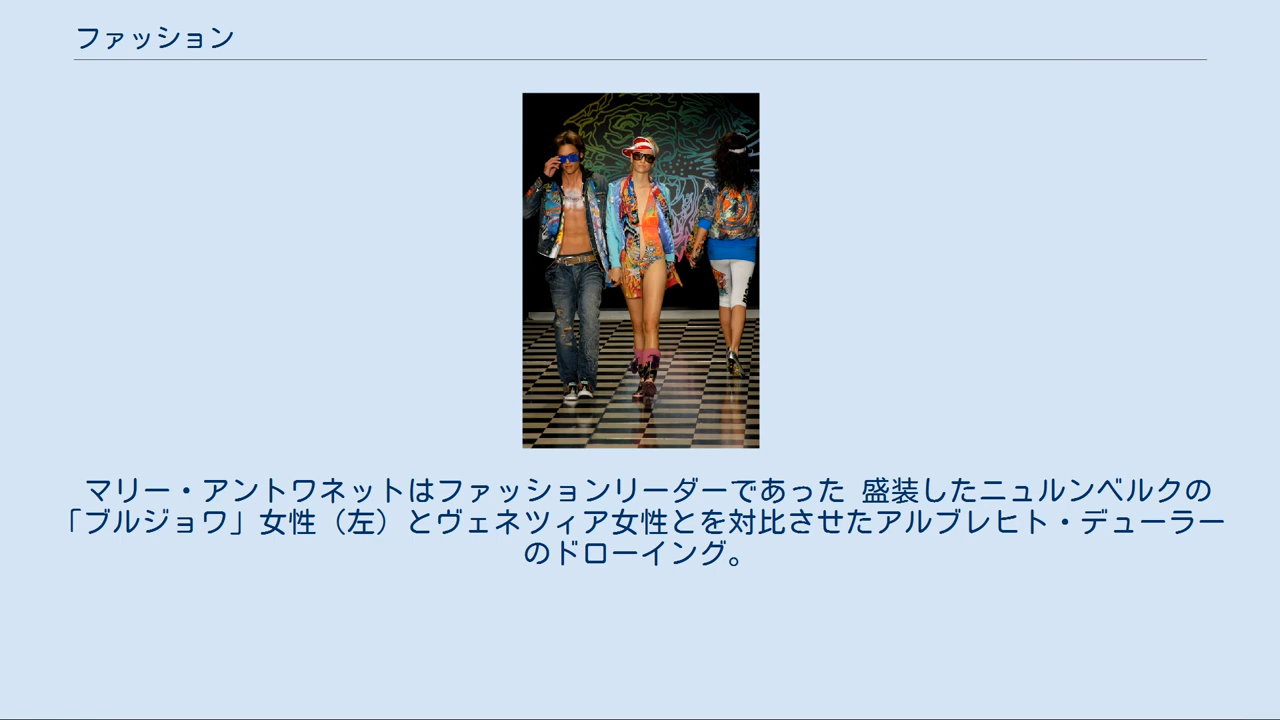 ファッション
マリー・アントワネットはファッションリーダーであった 盛装したニュルンベルクの
「ブルジョワ」女性（左）とヴェネツィア女性とを対比させたアルブレヒト・デューラー
のドローイング。